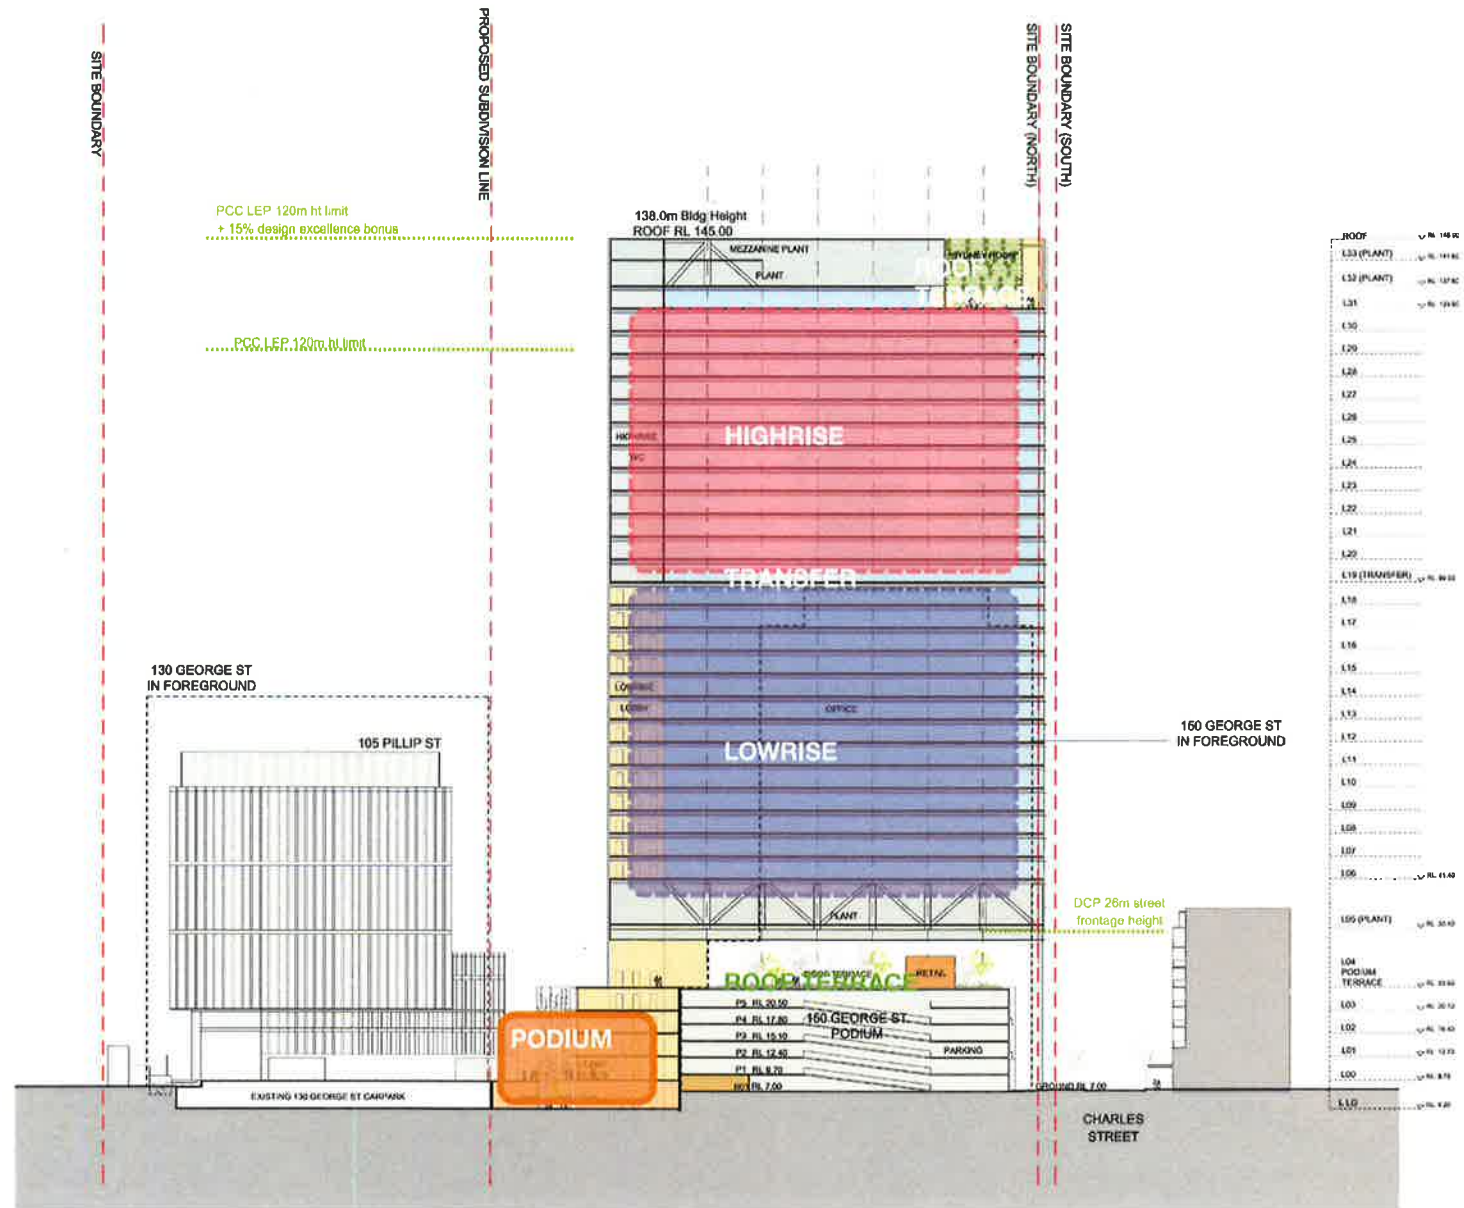 SITE BOUNDARY
PROPOSED SUBDIVISION LINE
SITE BOUNDARY (NORTH)
SITE BOUNDARY (SOUTH)
PCC LEP 120m ht limit
+ 15% design excellence bonus
PCC LEP 120m ht limit
138.0m Bldg Height
ROOF RL 145.00
MEZZANINE PLANT
PLANT
ROOF
TERRACE
HIGHRISE
HIGHRISE
TRANSFER
LOWRISE
LOBBY
OFFICE
LOWRISE
PLANT
130 GEORGE ST
IN FOREGROUND
105 PILLIP ST
160 GEORGE ST
IN FOREGROUND
DCP 26m street
frontage height
ROOF TERRACE
RETAIL
PODIUM
P5 RL 20.50
P4 RL 17.80
P3 RL 15.10
P2 RL 12.40
P1 RL 9.70
RL 7.00
150 GEORGE ST
PODIUM
PARKING
GROUND RL 7.00
EXISTING 130 GEORGE ST CARPARK
CHARLES
STREET
ROOF
L33 (PLANT)
L32 (PLANT)
L31
L30
L29
L28
L27
L26
L25
L24
L23
L22
L21
L20
L19 (TRANSFER)
L18
L17
L16
L15
L14
L13
L12
L11
L10
L09
L08
L07
L06
L05 (PLANT)
L04
PODIUM
TERRACE
L03
L02
L01
L00